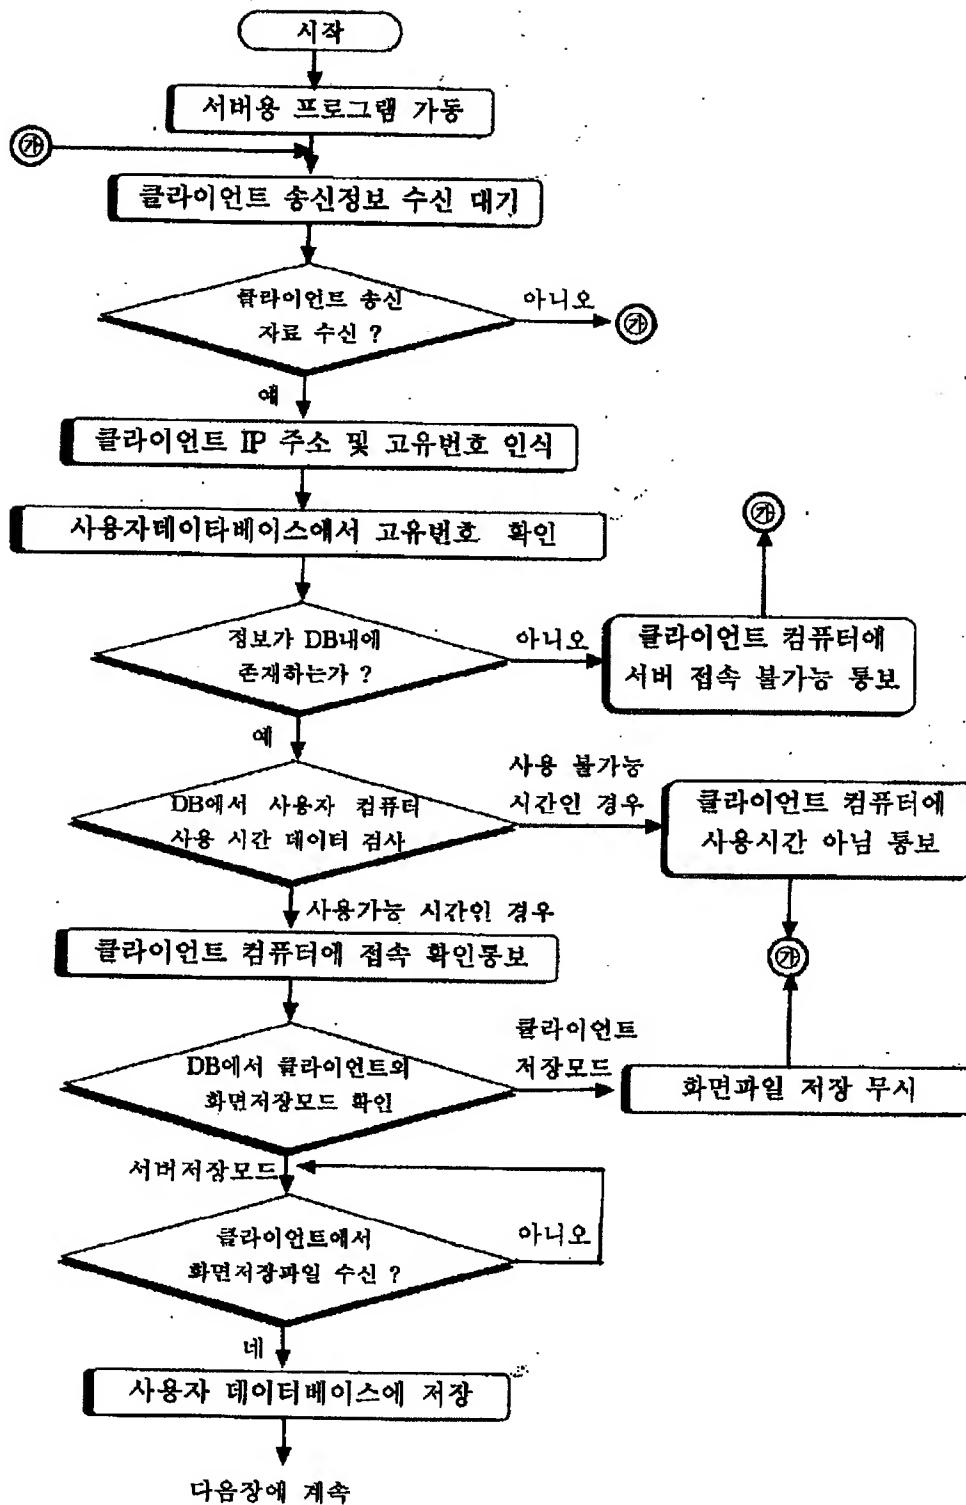 시작
서버용 프로그램 가동
㉮
클라이언트 송신정보 수신 대기
클라이언트 송신
자료 수신 ?
아니오
㉮
예
클라이언트 IP 주소 및 고유번호 인식
㉮
사용자데이타베이스에서 고유번호 확인
정보가 DB내에
존재하는가 ?
아니오
클라이언트 컴퓨터에
서버 접속 불가능 통보
예
DB에서 사용자 컴퓨터
사용 시간 데이터 검사
사용 불가능
시간인 경우
클라이언트 컴퓨터에
사용시간 아님 통보
사용가능 시간인 경우
클라이언트 컴퓨터에 접속 확인통보
㉮
DB에서 클라이언트의
화면저장모드 확인
클라이언트
저장모드
화면파일 저장 무시
서버저장모드
클라이언트에서
화면저장파일 수신 ?
아니오
네
사용자 데이터베이스에 저장
다음장에 계속